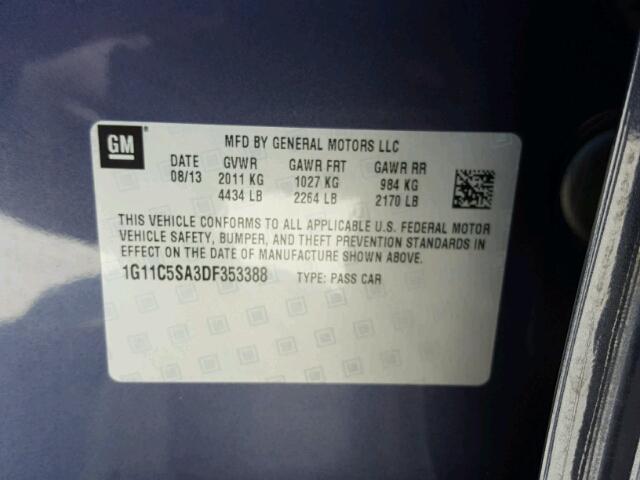 GM
MFD BY GENERAL MOTORS LLC
DATE GVWR GAWR FRT GAWR RR
08/13 2011 KG 1027 KG 984 KG
4434 LB 2264 LB 2170 LB
THIS VEHICLE CONFORMS TO ALL APPLICABLE U.S. FEDERAL MOTOR
VEHICLE SAFETY, BUMPER, AND THEFT PREVENTION STANDARDS IN
EFFECT ON THE DATE OF MANUFACTURE SHOWN ABOVE.
1G11C5SA3DF353388 TYPE: PASS CAR